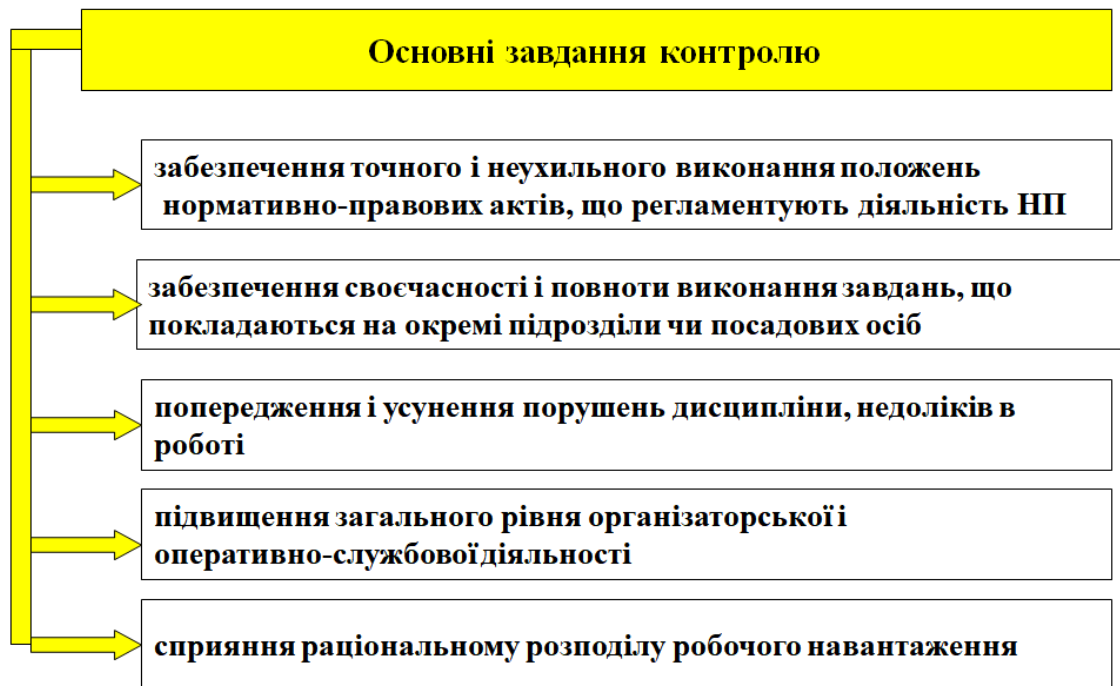 Основні завдання контролю
забезпечення точного і неухильного виконання положень
нормативно-правових актів, що регламентують діяльність НП
забезпечення своєчасності і повноти виконання завдань, що
покладаються на окремі підрозділи чи посадових осіб
попередження і усунення порушень дисципліни, недоліків в
роботі
підвищення загального рівня організаторської і
оперативно-службової діяльності
сприяння раціональному розподілу робочого навантаження